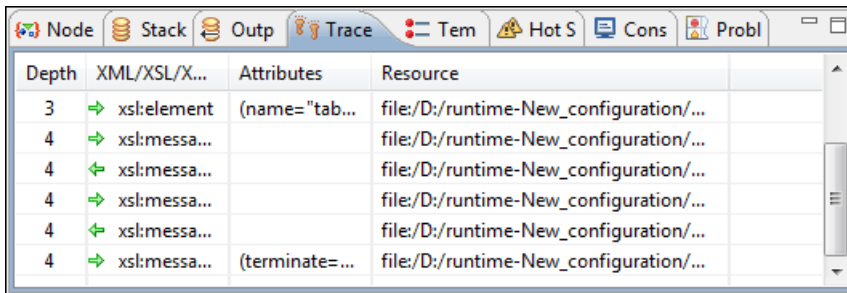 Node Stack Outp Trace Tem Hot S Cons Probl
Depth XML/XSL/X... Attributes Resource
3 xsl:element (name="tab... file:/D:/runtime-New_configuration/...
4 xsl:messa... file:/D:/runtime-New_configuration/...
4 xsl:messa... file:/D:/runtime-New_configuration/...
4 xsl:messa... file:/D:/runtime-New_configuration/...
4 xsl:messa... file:/D:/runtime-New_configuration/...
4 xsl:messa... (terminate=... file:/D:/runtime-New_configuration/...